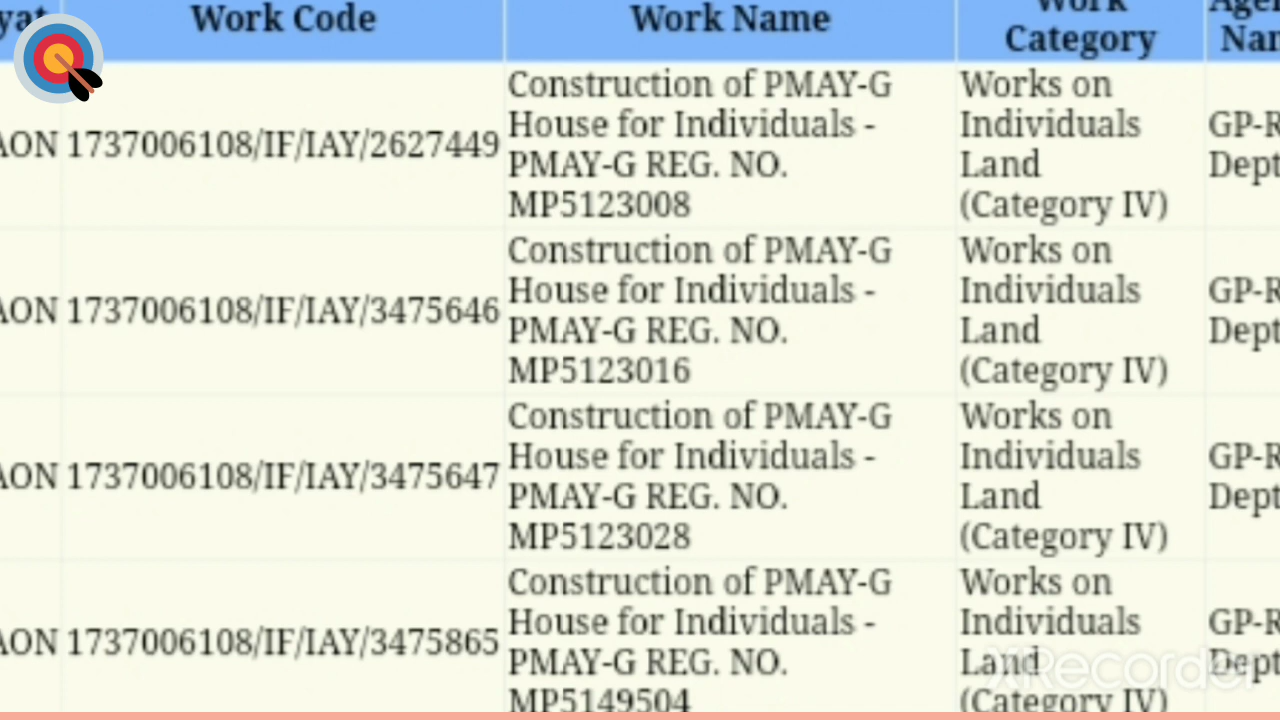 yat Work Code Work Name Work
Category Nam
Construction of PMAY-G
House for Individuals -
PMAY-G REG. NO.
MP5123008
AON 1737006108/IF/IAY/2627449
Works on
Individuals
Land
(Category IV)
GP-R
Dept
Construction of PMAY-G
House for Individuals -
PMAY-G REG. NO.
MP5123016
AON 1737006108/IF/IAY/3475646
Works on
Individuals
Land
(Category IV)
GP-R
Dept
Construction of PMAY-G
House for Individuals -
PMAY-G REG. NO.
MP5123028
AON 1737006108/IF/IAY/3475647
Works on
Individuals
Land
(Category IV)
GP-R
Dept
Construction of PMAY-G
House for Individuals -
PMAY-G REG. NO.
MP5149504
AON 1737006108/IF/IAY/3475865
Works on
Individuals
Land
(Category IV)
GP-R
Dept
XRecorder